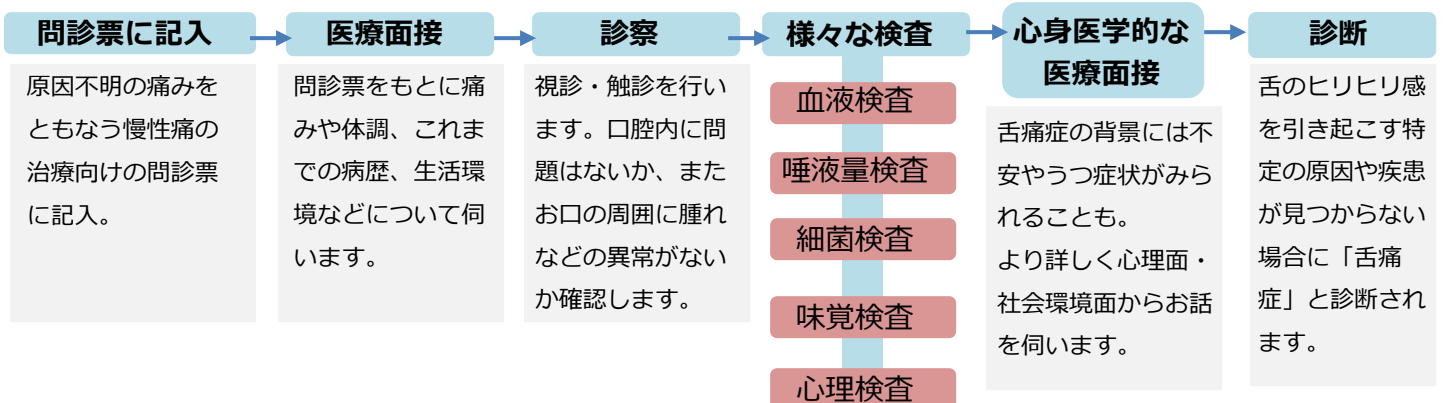 問診票に記入
原因不明の痛みを
ともなう慢性痛の
治療向けの問診票
に記入。
医療面接
問診票をもとに痛
みや体調、これま
での病歴、生活環
境などについて伺
います。
診察
視診・触診を行い
ます。口腔内に問
題はないか、また
お口の周囲に腫れ
などの異常がない
か確認します。
様々な検査
血液検査
唾液量検査
細菌検査
味覚検査
心理検査
心身医学的な
医療面接
舌痛症の背景には不
安やうつ症状がみら
れることも。
より詳しく心理面・
社会環境面からお話
を伺います。
診断
舌のヒリヒリ感
を引き起こす特
定の原因や疾患
が見つからない
場合に「舌痛
症」と診断され
ます。